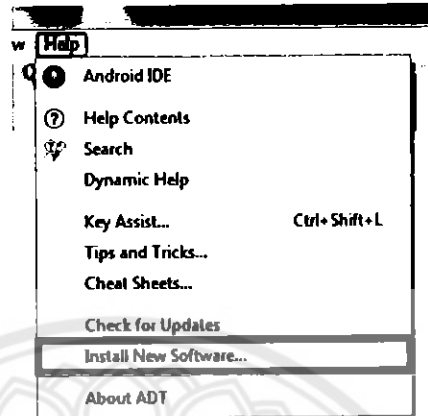 w Help
Android IDE
Help Contents
Search
Dynamic Help
Key Assist... Ctrl+Shift+L
Tips and Tricks...
Cheat Sheets...
Check for Updates
Install New Software...
About ADT